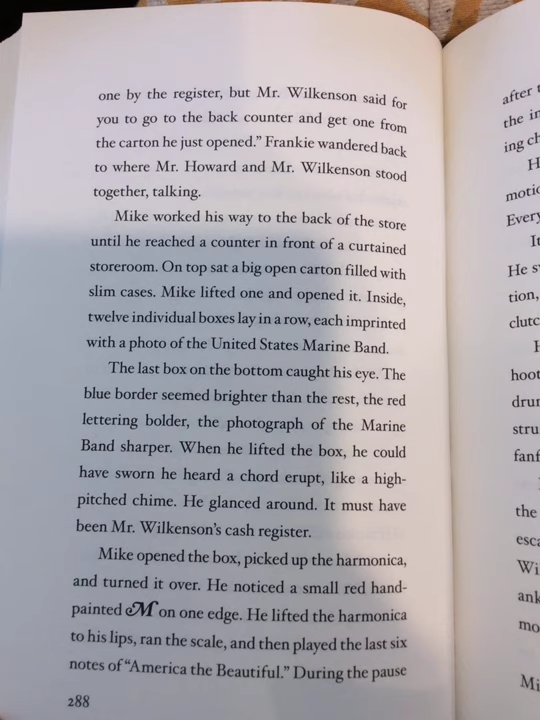 one by the register, but Mr. Wilkenson said for
you to go to the back counter and get one from
the carton he just opened.” Frankie wandered back
to where Mr. Howard and Mr. Wilkenson stood
together, talking.
Mike worked his way to the back of the store
until he reached a counter in front of a curtained
storeroom. On top sat a big open carton filled with
slim cases. Mike lifted one and opened it. Inside,
twelve individual boxes lay in a row, each imprinted
with a photo of the United States Marine Band.
The last box on the bottom caught his eye. The
blue border seemed brighter than the rest, the red
lettering bolder, the photograph of the Marine
Band sharper. When he lifted the box, he could
have sworn he heard a chord erupt, like a high-
pitched chime. He glanced around. It must have
been Mr. Wilkenson’s cash register.
Mike opened the box, picked up the harmonica,
and turned it over. He noticed a small red hand-
painted M on one edge. He lifted the harmonica
to his lips, ran the scale, and then played the last six
notes of “America the Beautiful.” During the pause
288
after
the
ing
Every
It
He
tion,
hoot
the